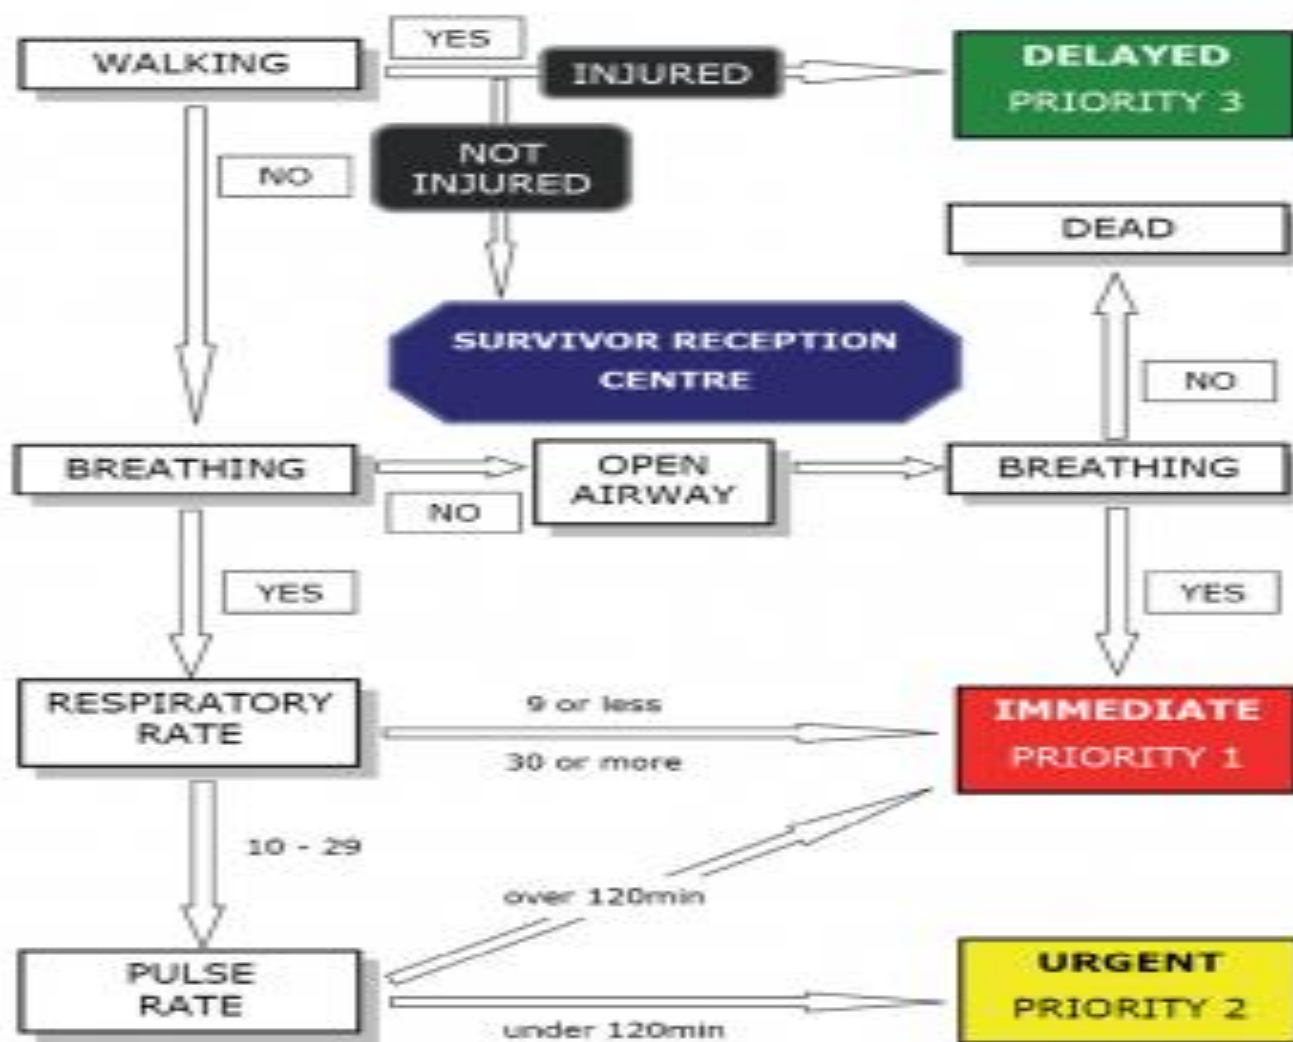 WALKING
YES
INJURED
DELAYED
PRIORITY 3
NO
NOT
INJURED
DEAD
SURVIVOR RECEPTION
CENTRE
NO
BREATHING
NO
OPEN
AIRWAY
BREATHING
YES
YES
RESPIRATORY
RATE
9 or less
30 or more
IMMEDIATE
PRIORITY 1
10 - 29
over 120min
PULSE
RATE
under 120min
URGENT
PRIORITY 2